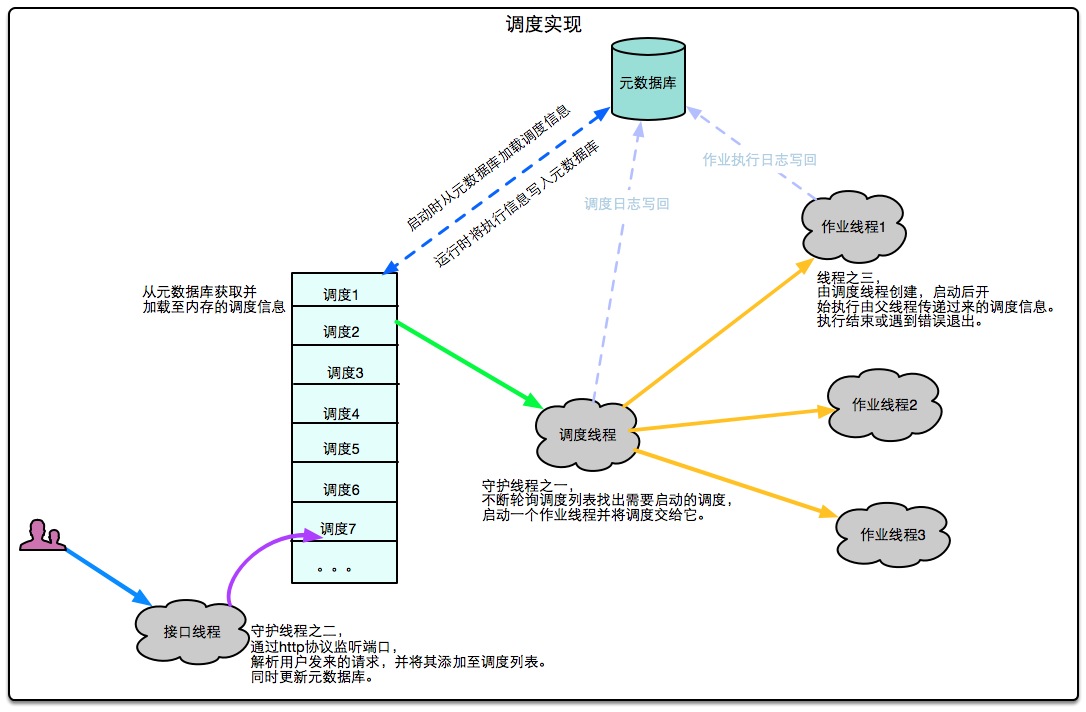 调度实现
元数据库
启动时从元数据库加载调度信息
运行时将执行信息写入元数据库
作业执行日志写回
调度日志写回
作业线程1
线程之三，
由调度线程创建，启动后开
始执行由父线程传递过来的调度信息。
执行结束或遇到错误退出。
从元数据库获取并
加载至内存的调度信息
调度1
调度2
调度3
调度4
调度5
调度6
调度7
。。。
调度线程
守护线程之一，
不断轮询调度列表找出需要启动的调度，
启动一个作业线程并将调度交给它。
作业线程2
作业线程3
接口线程
守护线程之二，
通过http协议监听端口，
解析用户发来的请求，并将其添加至调度列表。
同时更新元数据库。